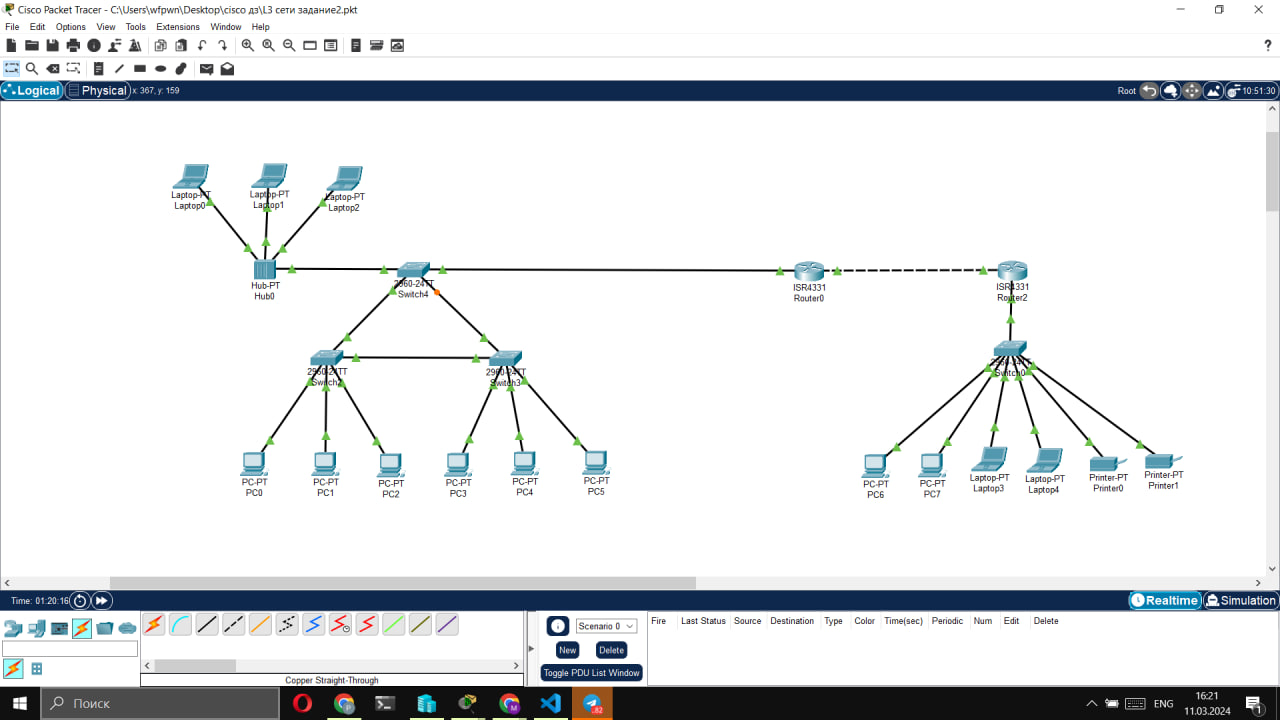 Cisco Packet Tracer - C:\Users\wfpwn\Desktop\cisco дз\L3 сети задание2.pkt
File Edit Options View Tools Extensions Window Help
?
Logical Physical x: 367, y: 159 Root 10:51:30
Laptop-PT
Laptop0
Laptop-PT
Laptop1
Laptop-PT
Laptop2
Hub-PT
Hub0
2960-24TT
Switch4
ISR4331
Router0
ISR4331
Router2
2960-24TT
Switch2
2960-24TT
Switch3
2960-24TT
Switch0
PC-PT
PC0
PC-PT
PC1
PC-PT
PC2
PC-PT
PC3
PC-PT
PC4
PC-PT
PC5
PC-PT
PC6
PC-PT
PC7
Laptop-PT
Laptop3
Laptop-PT
Laptop4
Printer-PT
Printer0
Printer-PT
Printer1
Time: 01:20:16 Realtime Simulation
Scenario 0
New Delete
Toggle PDU List Window
Fire Last Status Source Destination Type Color Time(sec) Periodic Num Edit Delete
Copper Straight-Through
Поиск
82
ENG
16:21
11.03.2024
1